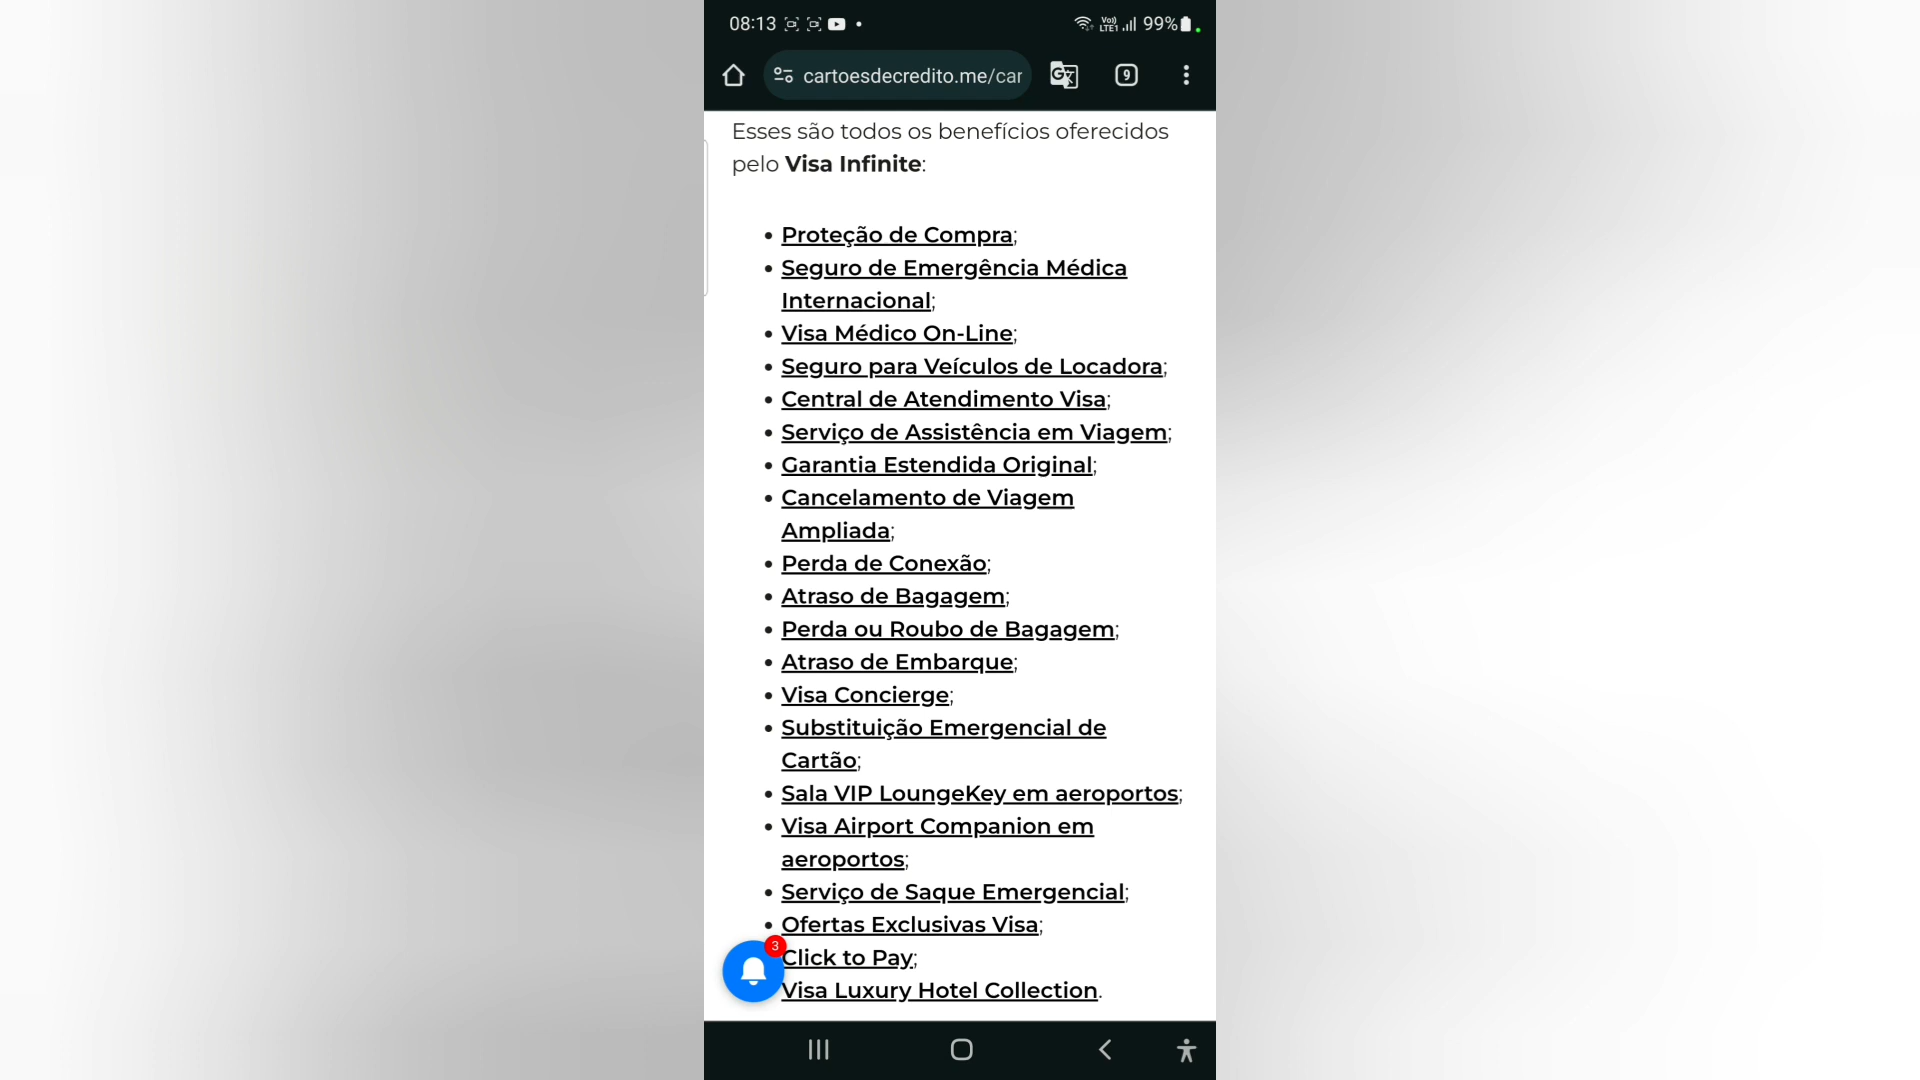 08:13
Vo))
LTE1
99%
cartoesdecredito.me/car
9
Esses são todos os benefícios oferecidos
pelo Visa Infinite:
• Proteção de Compra;
• Seguro de Emergência Médica
Internacional;
• Visa Médico On-Line;
• Seguro para Veículos de Locadora;
• Central de Atendimento Visa;
• Serviço de Assistência em Viagem;
• Garantia Estendida Original;
• Cancelamento de Viagem
Ampliada;
• Perda de Conexão;
• Atraso de Bagagem;
• Perda ou Roubo de Bagagem;
• Atraso de Embarque;
• Visa Concierge;
• Substituição Emergencial de
Cartão;
• Sala VIP LoungeKey em aeroportos;
• Visa Airport Companion em
aeroportos;
• Serviço de Saque Emergencial;
• Ofertas Exclusivas Visa;
3
Click to Pay;
Visa Luxury Hotel Collection.